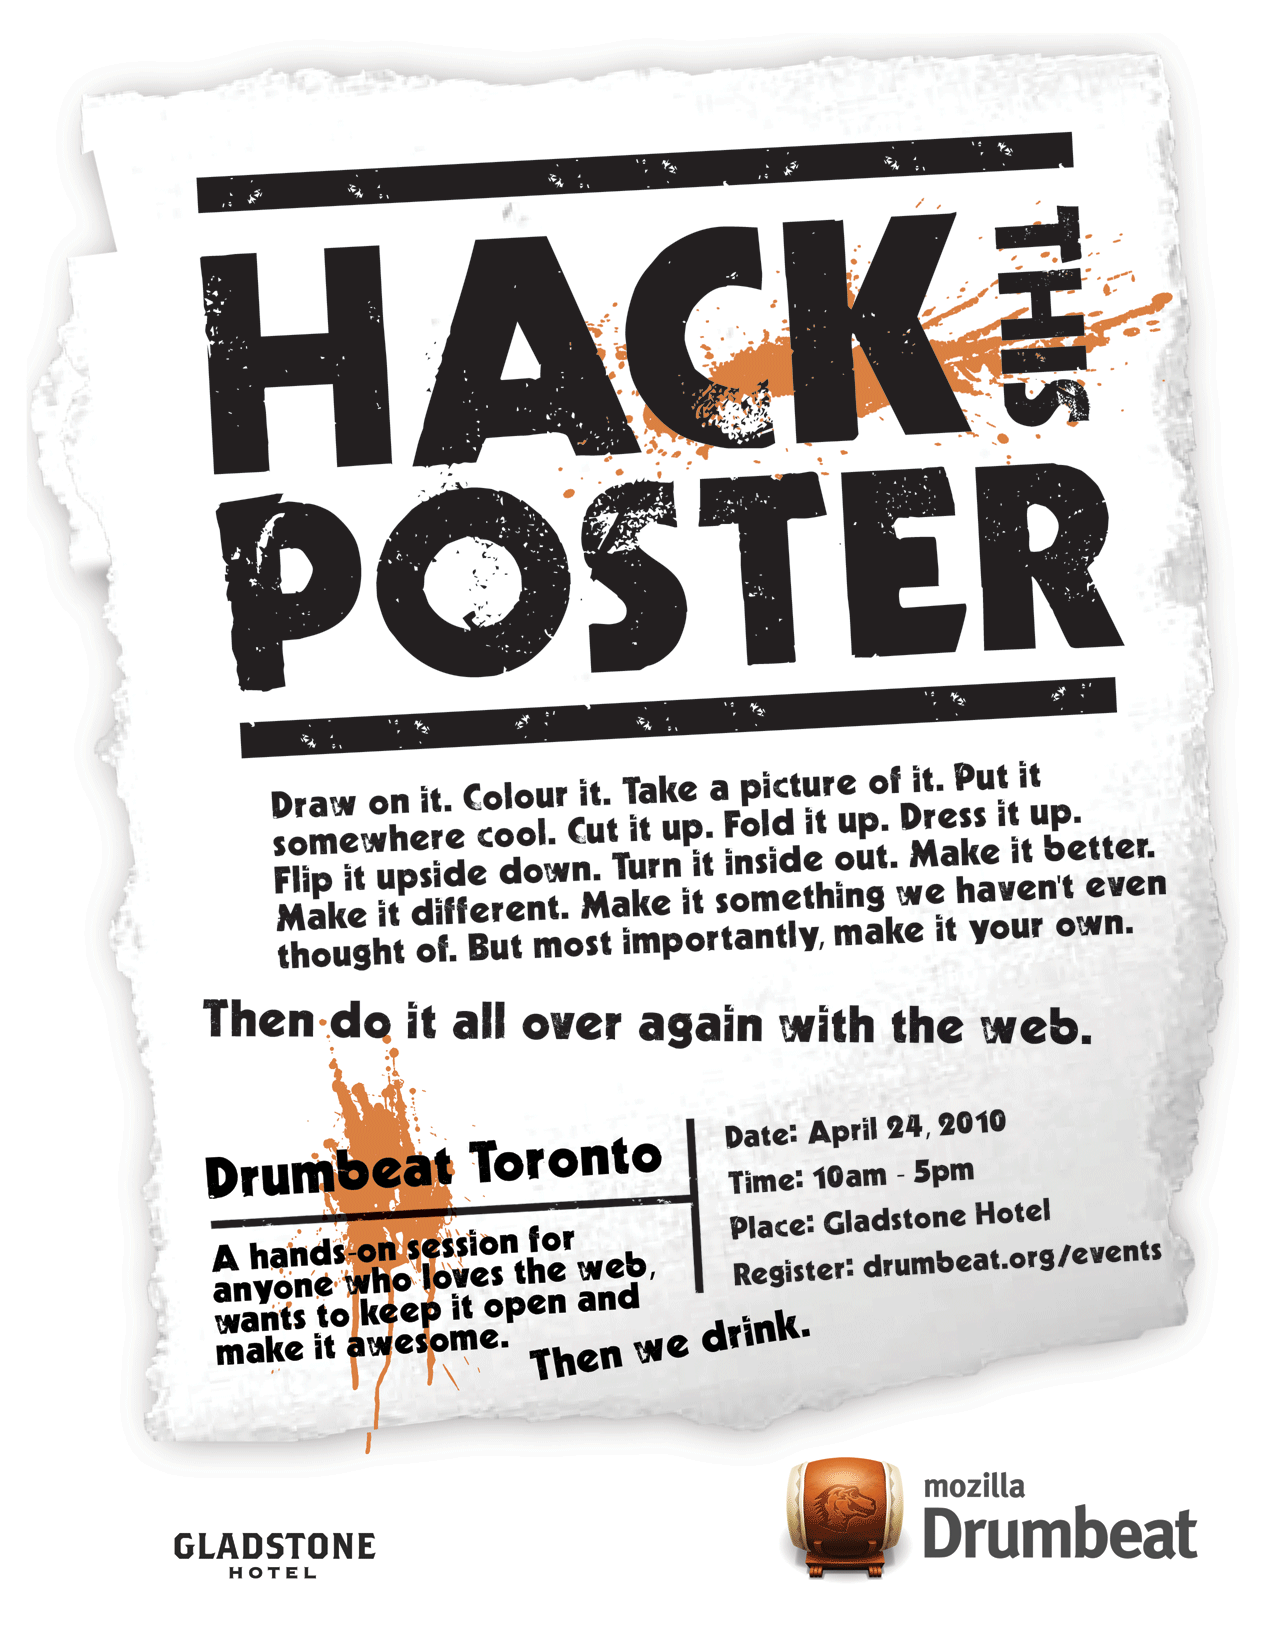 HACK THIS
POSTER
Draw on it. Colour it. Take a picture of it. Put it
somewhere cool. Cut it up. Fold it up. Dress it up.
Flip it upside down. Turn it inside out. Make it better.
Make it different. Make it something we haven't even
thought of. But most importantly, make it your own.
Then do it all over again with the web.
Drumbeat Toronto
A hands-on session for
anyone who loves the web,
wants to keep it open and
make it awesome.
Then we drink.
Date: April 24, 2010
Time: 10am - 5pm
Place: Gladstone Hotel
Register: drumbeat.org/events
GLADSTONE
HOTEL
mozilla
Drumbeat